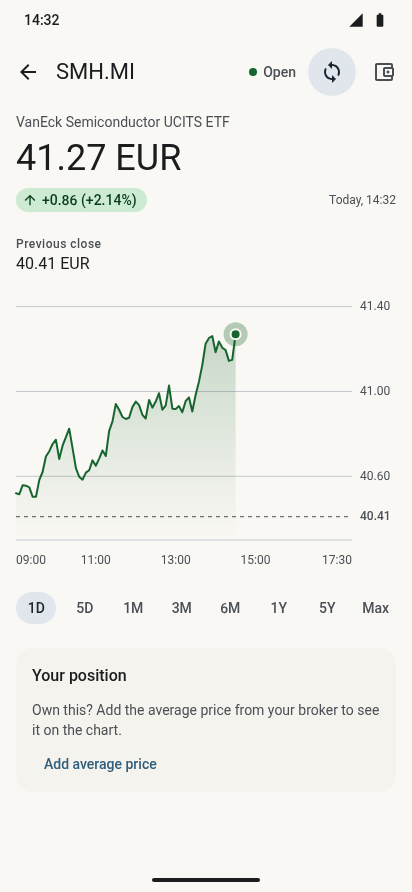 14:32
SMH.MI
Open
VanEck Semiconductor UCITS ETF
41.27 EUR
+0.86 (+2.14%)
Today, 14:32
Previous close
40.41 EUR
41.40
41.00
40.60
40.41
09:00 11:00 13:00 15:00 17:30
1D 5D 1M 3M 6M 1Y 5Y Max
Your position
Own this? Add the average price from your broker to see
it on the chart.
Add average price